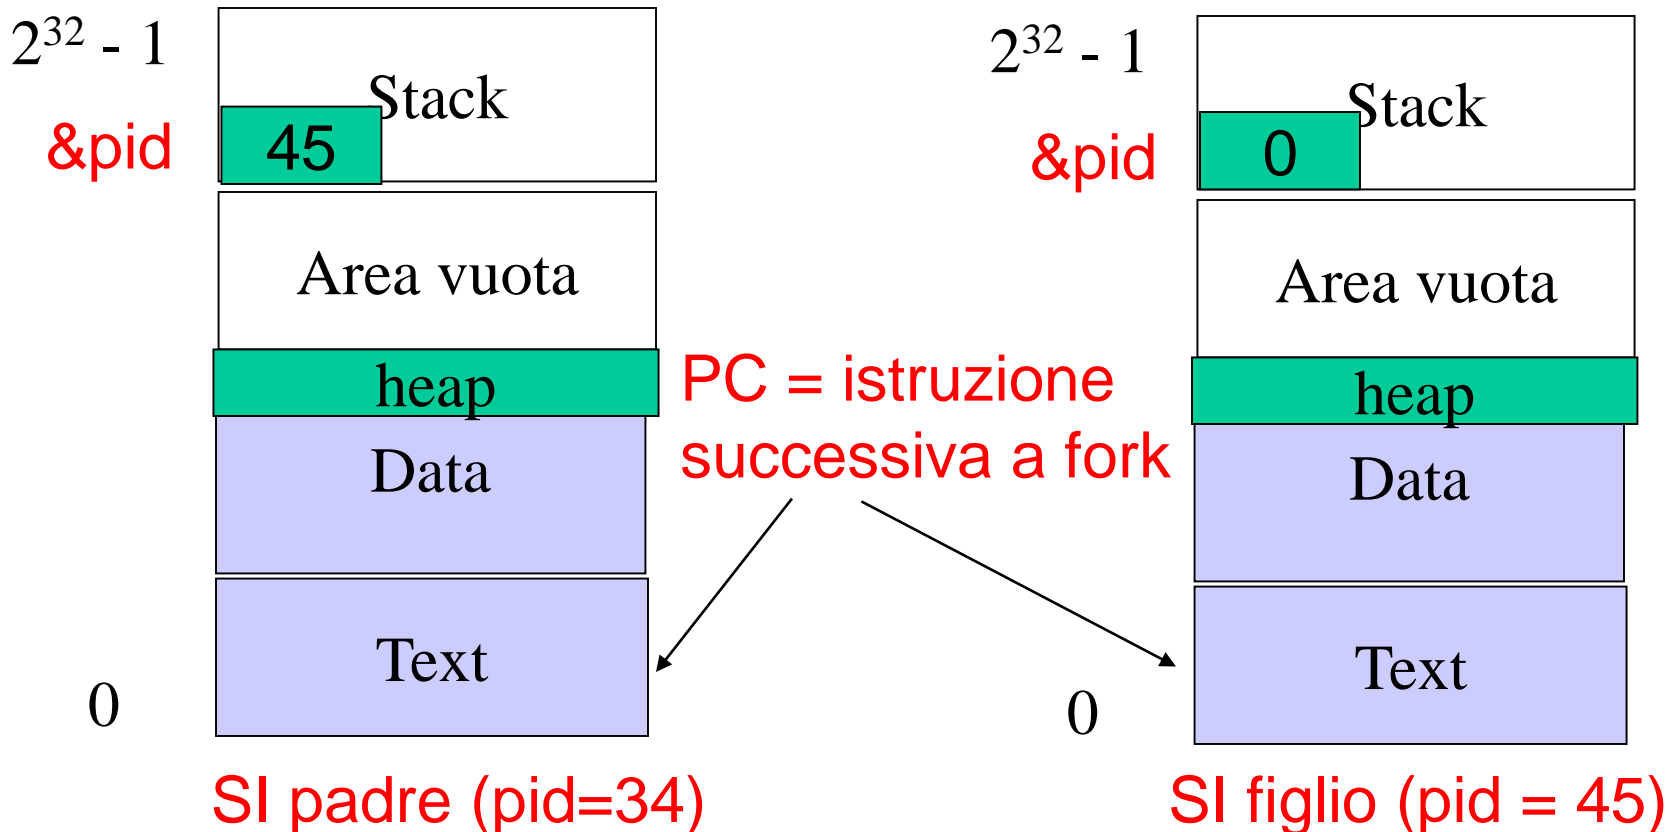 2³² - 1
Stack
&pid
45
Area vuota
heap
Data
Text
0
SI padre (pid=34)
PC = istruzione
successiva a fork
2³² - 1
Stack
&pid
0
Area vuota
heap
Data
Text
0
SI figlio (pid = 45)